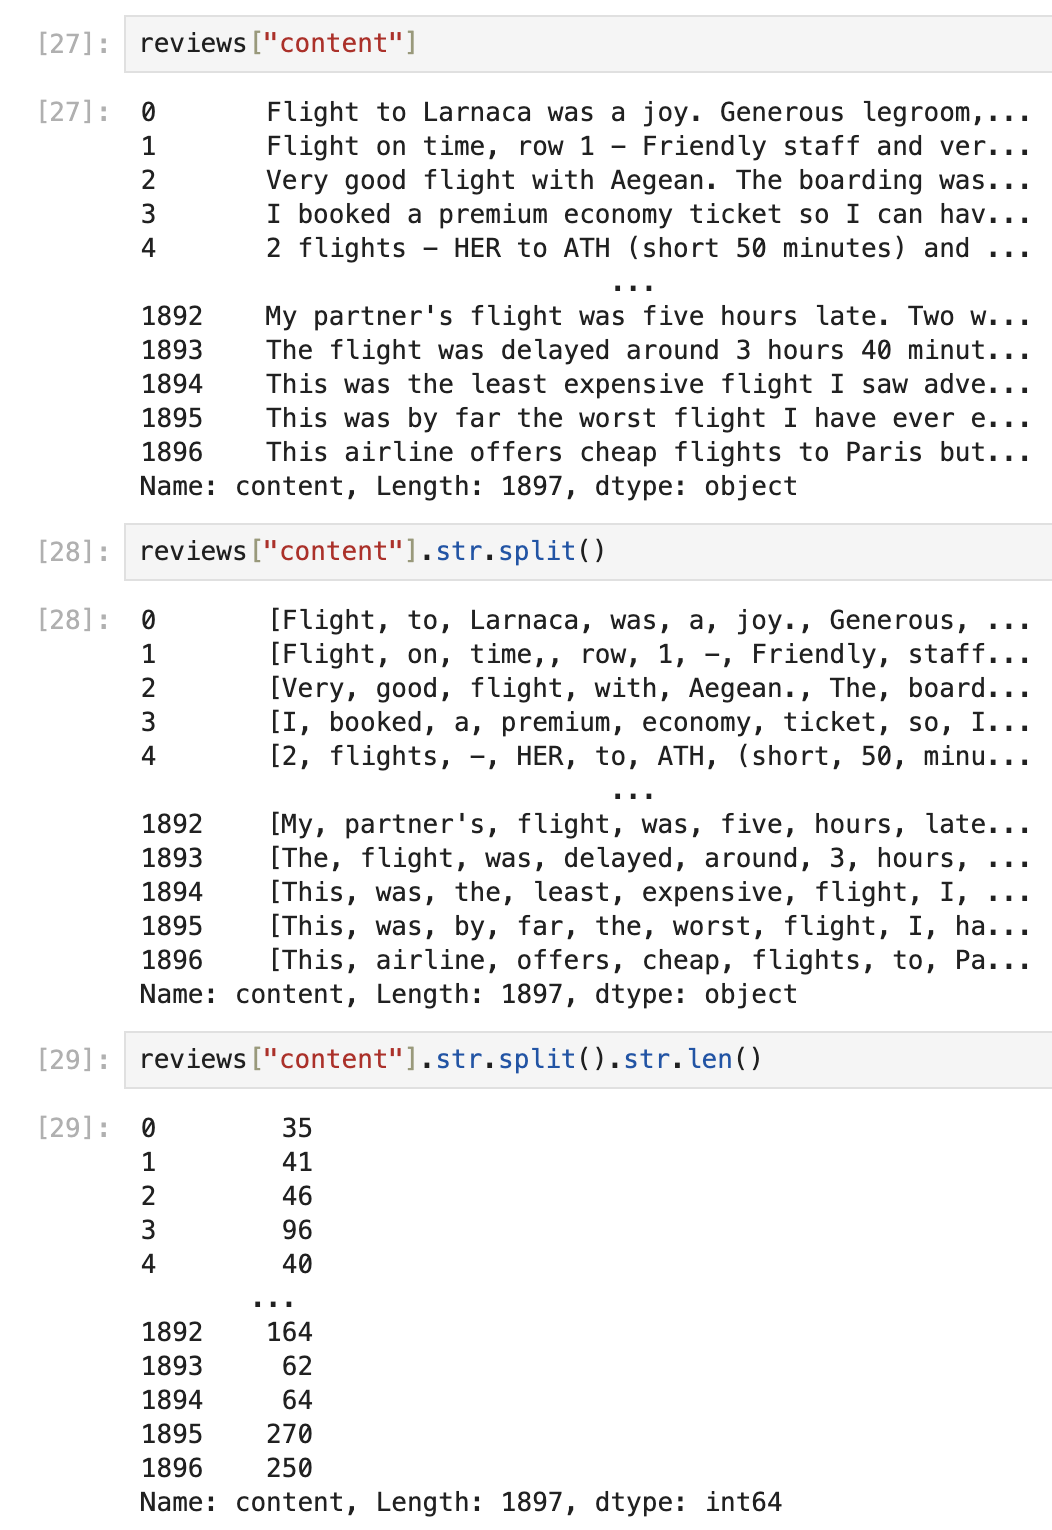 [27]: reviews["content"]
[27]: 0 Flight to Larnaca was a joy. Generous legroom,...
1 Flight on time, row 1 – Friendly staff and ver...
2 Very good flight with Aegean. The boarding was...
3 I booked a premium economy ticket so I can hav...
4 2 flights – HER to ATH (short 50 minutes) and ...
...
1892 My partner's flight was five hours late. Two w...
1893 The flight was delayed around 3 hours 40 minut...
1894 This was the least expensive flight I saw adve...
1895 This was by far the worst flight I have ever e...
1896 This airline offers cheap flights to Paris but...
Name: content, Length: 1897, dtype: object
[28]: reviews["content"].str.split()
[28]: 0 [Flight, to, Larnaca, was, a, joy., Generous, ...
1 [Flight, on, time,, row, 1, –, Friendly, staff...
2 [Very, good, flight, with, Aegean., The, board...
3 [I, booked, a, premium, economy, ticket, so, I...
4 [2, flights, –, HER, to, ATH, (short, 50, minu...
...
1892 [My, partner's, flight, was, five, hours, late...
1893 [The, flight, was, delayed, around, 3, hours, ...
1894 [This, was, the, least, expensive, flight, I, ...
1895 [This, was, by, far, the, worst, flight, I, ha...
1896 [This, airline, offers, cheap, flights, to, Pa...
Name: content, Length: 1897, dtype: object
[29]: reviews["content"].str.split().str.len()
[29]: 0 35
1 41
2 46
3 96
4 40
...
1892 164
1893 62
1894 64
1895 270
1896 250
Name: content, Length: 1897, dtype: int64